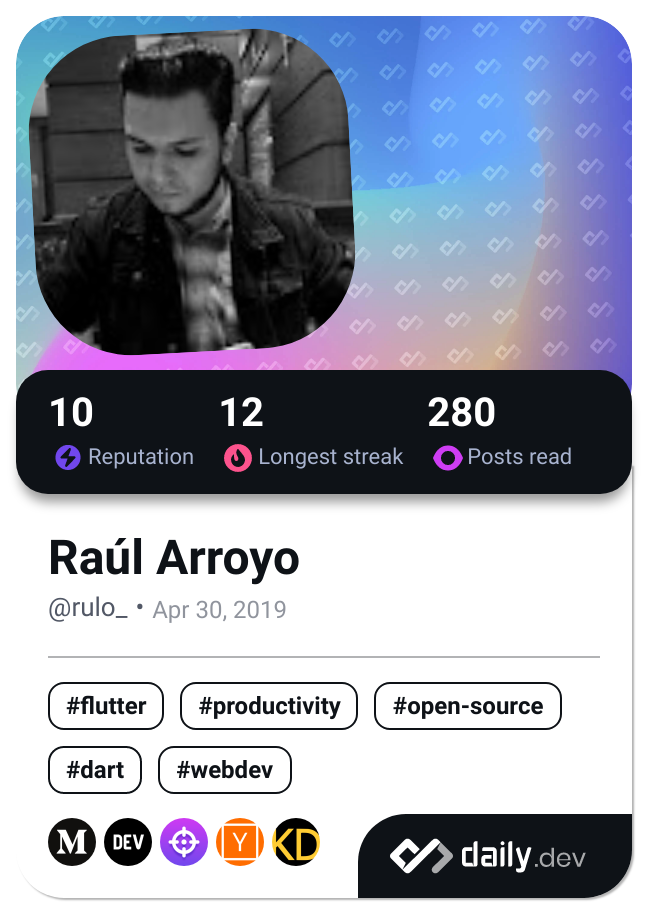 10 12 280
Reputation Longest streak Posts read
Raúl Arroyo
@rulo_ • Apr 30, 2019
#flutter #productivity #open-source
#dart #webdev
M DEV Y KD
daily.dev